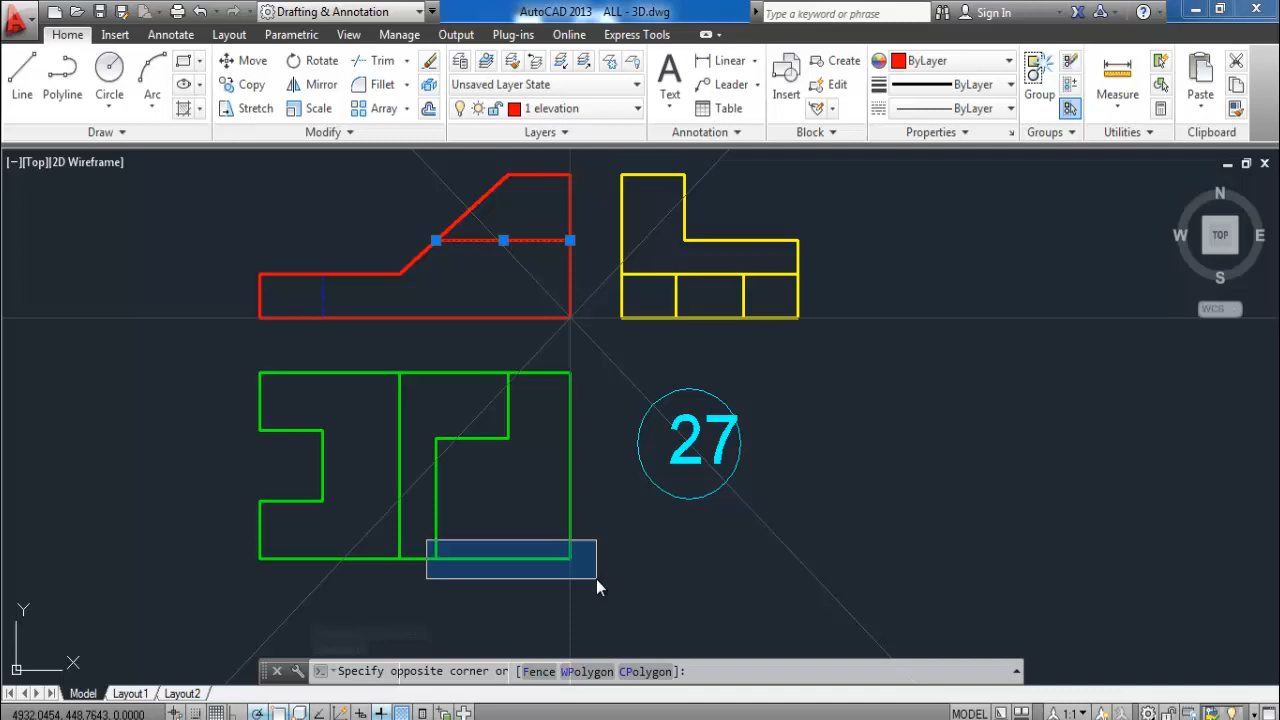 Drafting & Annotation
AutoCAD 2013 ALL - 3D.dwg
Type a keyword or phrase
Sign In
Home Insert Annotate Layout Parametric View Manage Output Plug-ins Online Express Tools
Line
Polyline
Circle
Arc
Move
Rotate
Trim
Copy
Mirror
Fillet
Stretch
Scale
Array
Unsaved Layer State
1 elevation
Text
Linear
Leader
Table
Insert
Create
Edit
ByLayer
ByLayer
ByLayer
Group
Measure
Paste
Draw
Modify
Layers
Annotation
Block
Properties
Groups
Utilities
Clipboard
[−][Top][2D Wireframe]
N
W TOP E
S
WCS
27
Y
X
Specify opposite corner or [Fence WPolygon CPolygon]:
Model Layout1 Layout2
4932.0454, 448.7643, 0.0000
MODEL
1:1